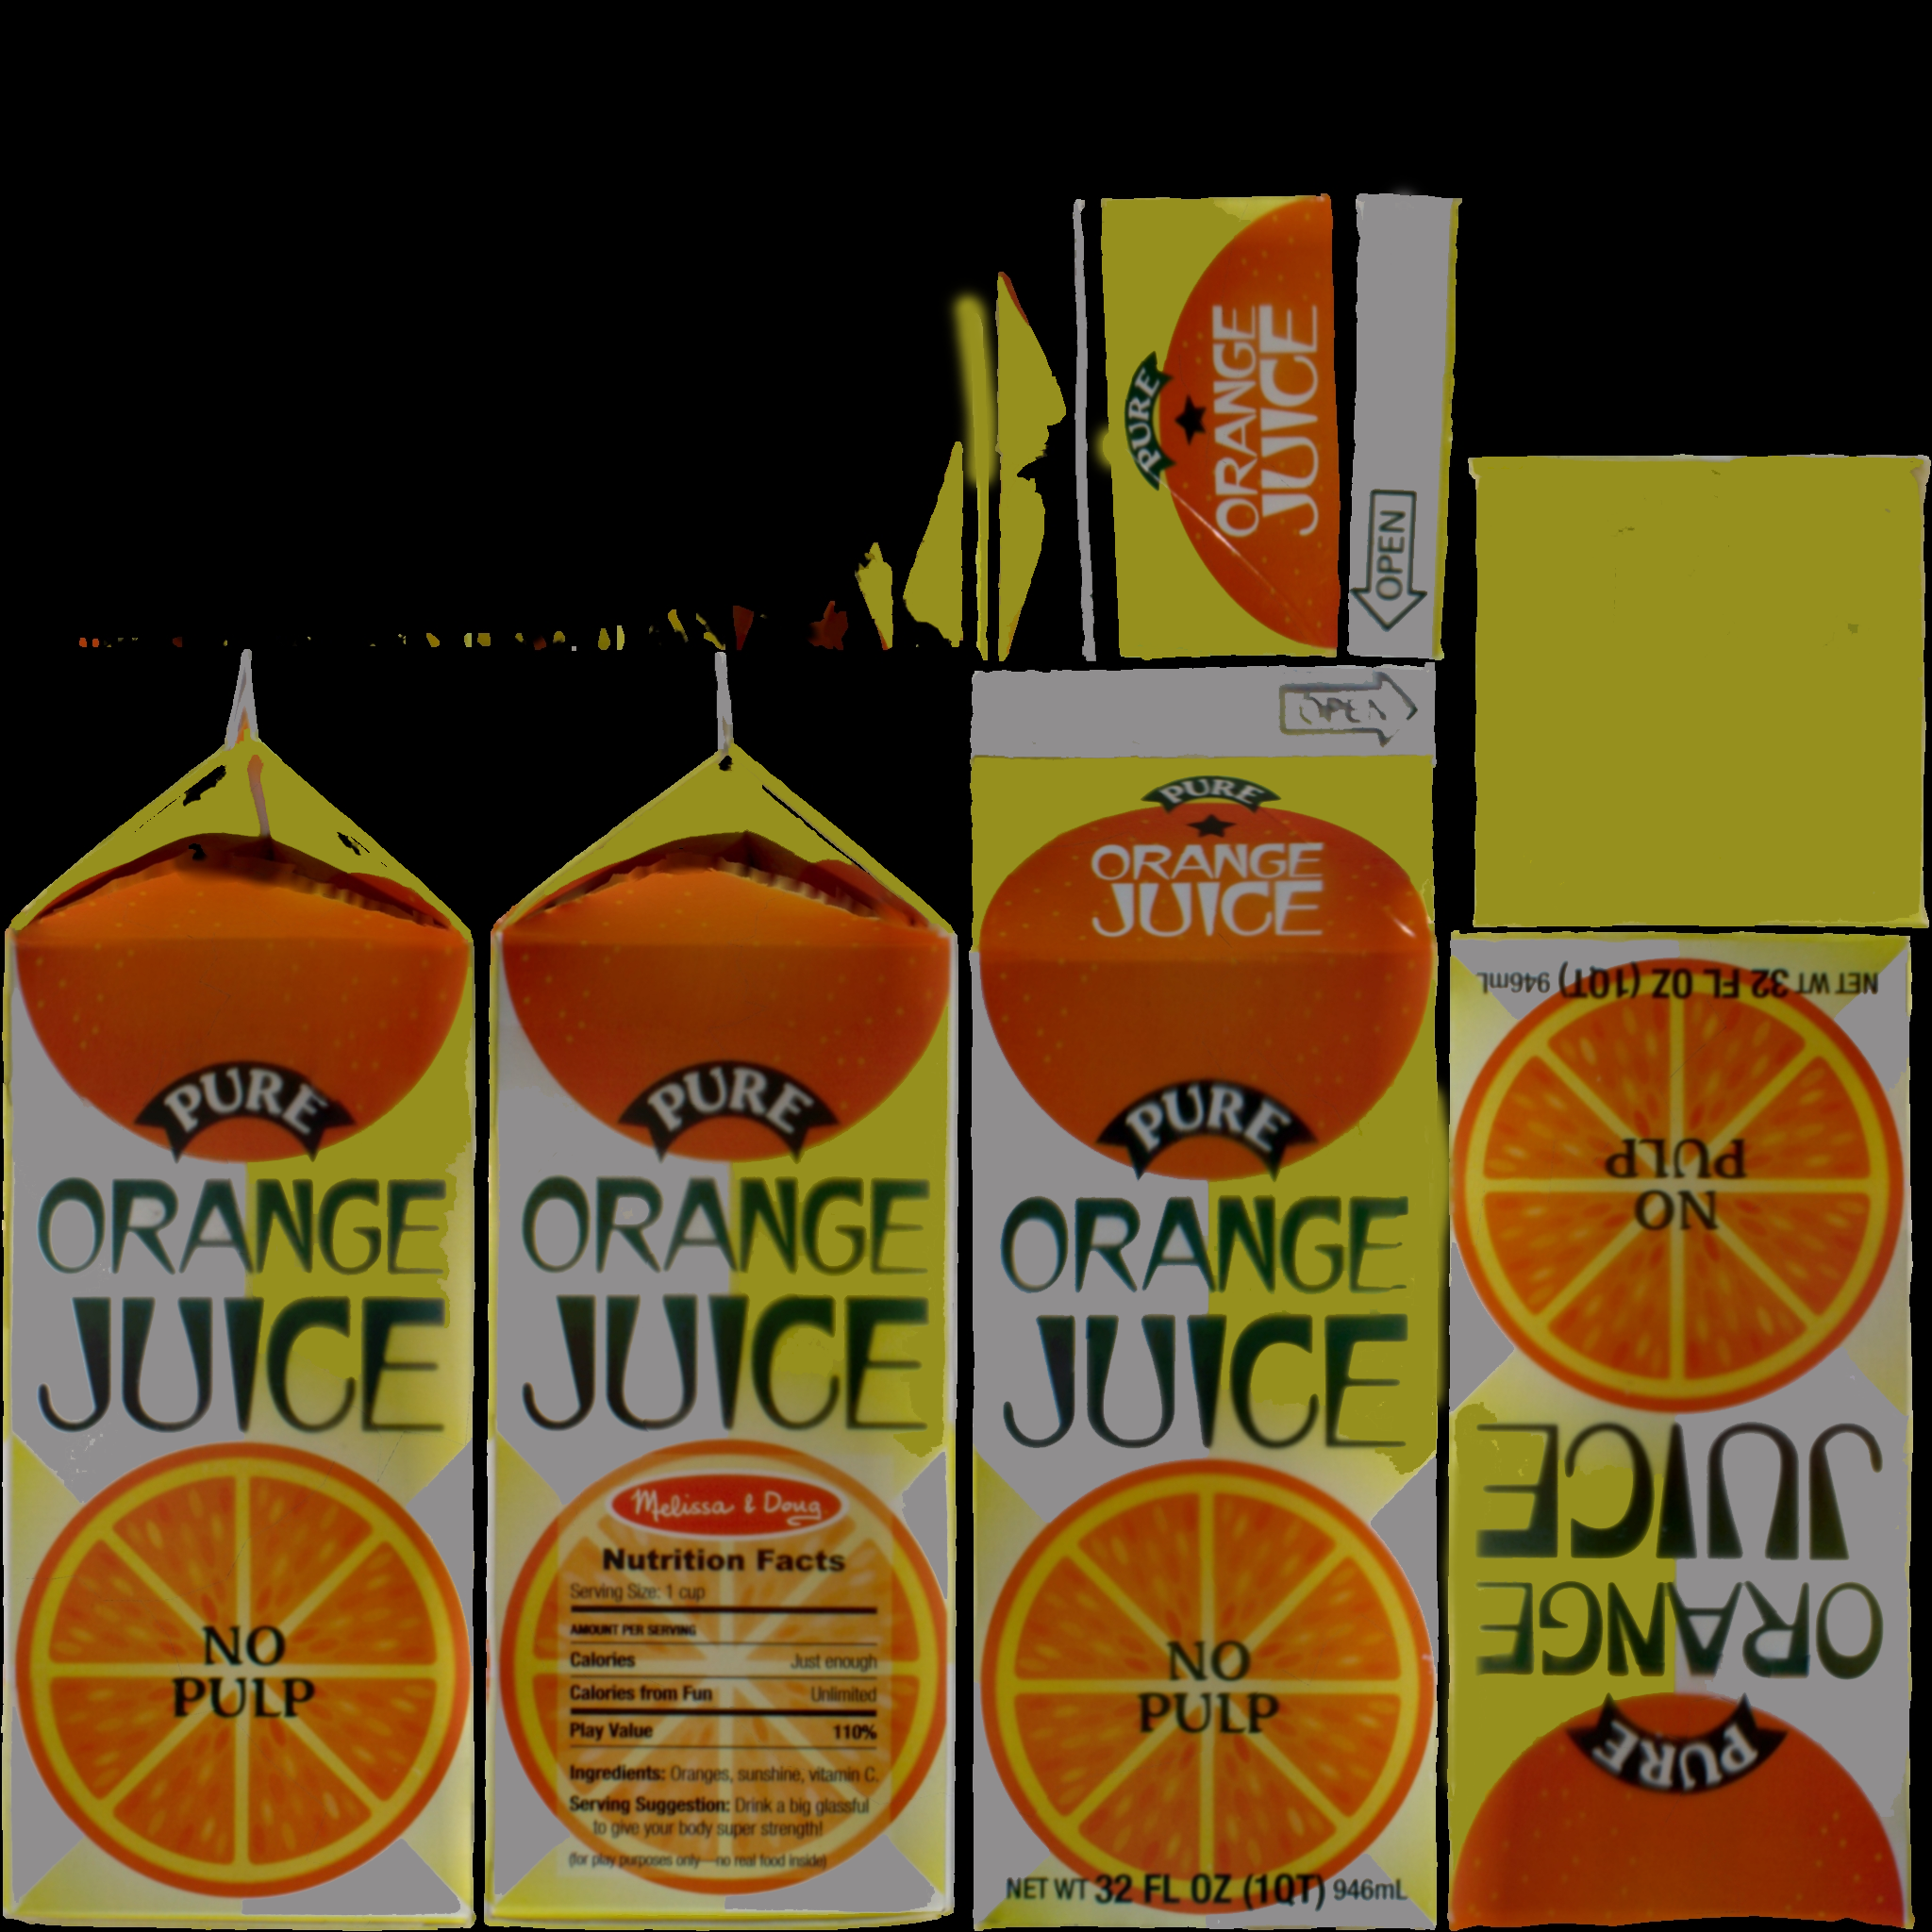 PURE
ORANGE
JUICE
OPEN
OPEN
PURE
ORANGE
JUICE
PURE
ORANGE
JUICE
NO
PULP
PURE
ORANGE
JUICE
Melissa & Doug
Nutrition Facts
Serving Size: 1 cup
AMOUNT PER SERVING
Calories Just enough
Calories from Fun Unlimited
Play Value 110%
Ingredients: Oranges, sunshine, vitamin C.
Serving Suggestion: Drink a big glassful
to give your body super strength!
(for play purposes only—no real food inside)
PURE
ORANGE
JUICE
NO
PULP
NET WT 32 FL OZ (1QT) 946mL
PURE
ORANGE
JUICE
NO
PULP
NET WT 32 FL OZ (1QT) 946mL